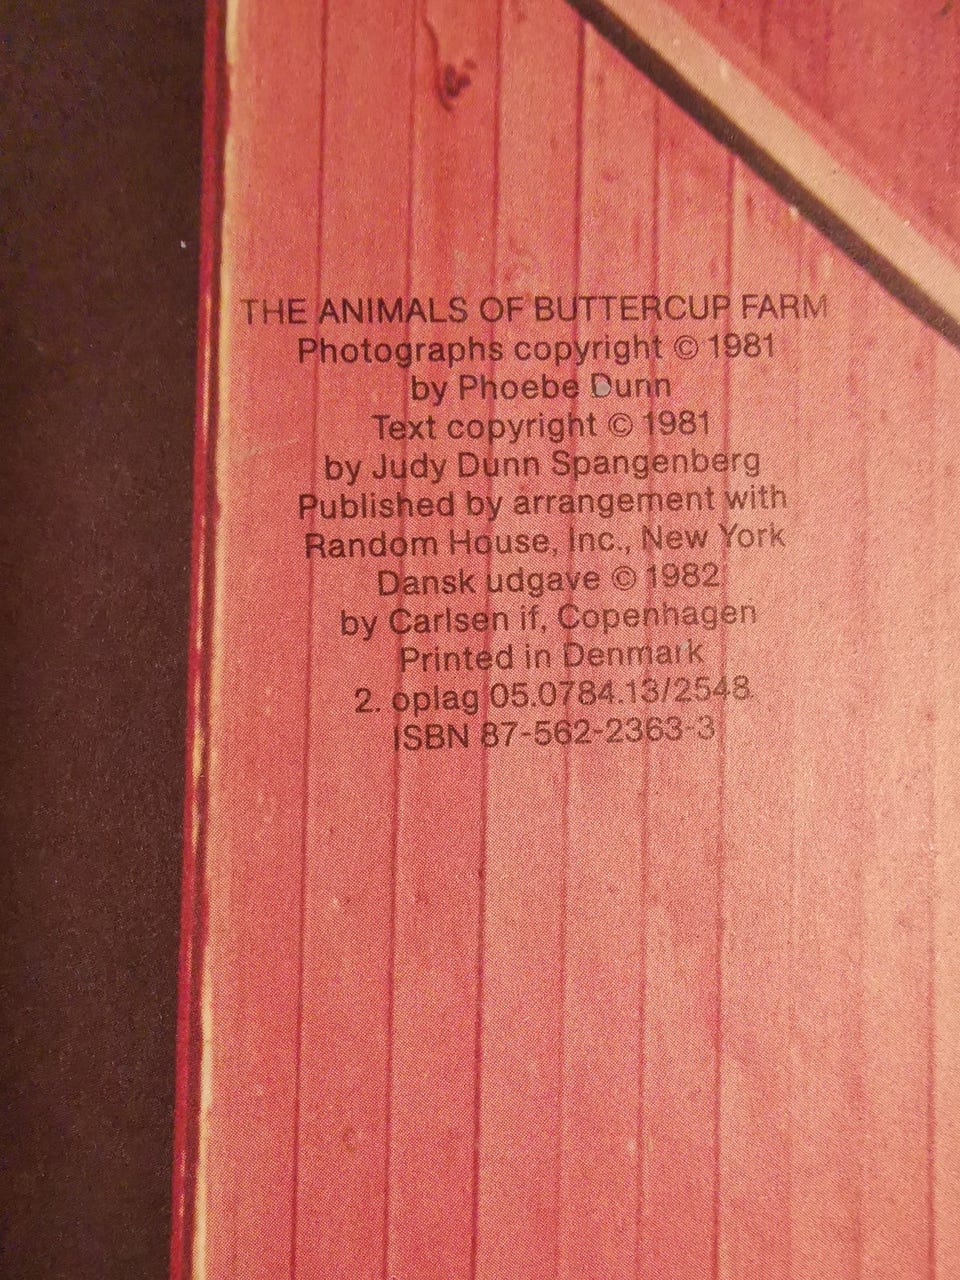 THE ANIMALS OF BUTTERCUP FARM
Photographs copyright © 1981
by Phoebe Dunn
Text copyright © 1981
by Judy Dunn Spangenberg
Published by arrangement with
Random House, Inc., New York
Dansk udgave © 1982
by Carlsen if, Copenhagen
Printed in Denmark
2. oplag 05.0784.13/2548
ISBN 87-562-2363-3